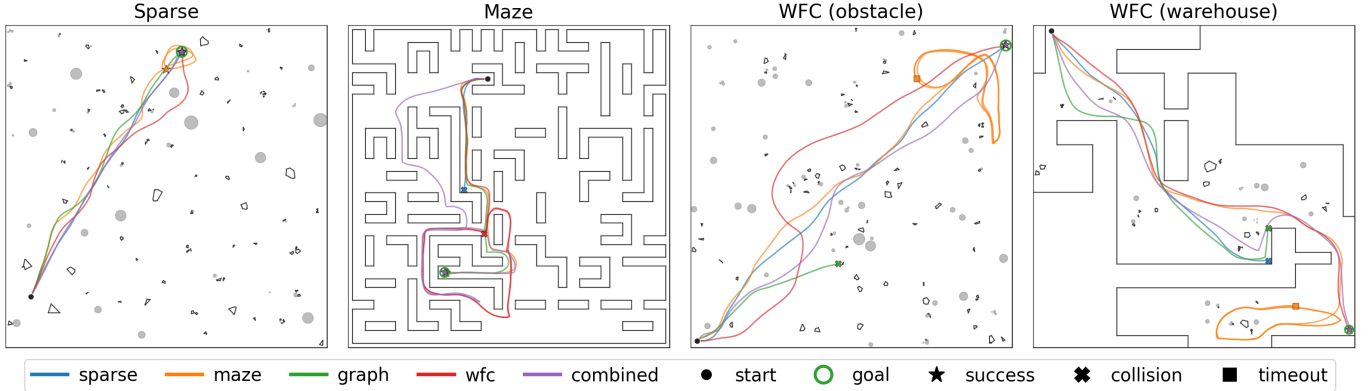 Sparse Maze WFC (obstacle) WFC (warehouse)
sparse maze graph wfc combined start goal success collision timeout